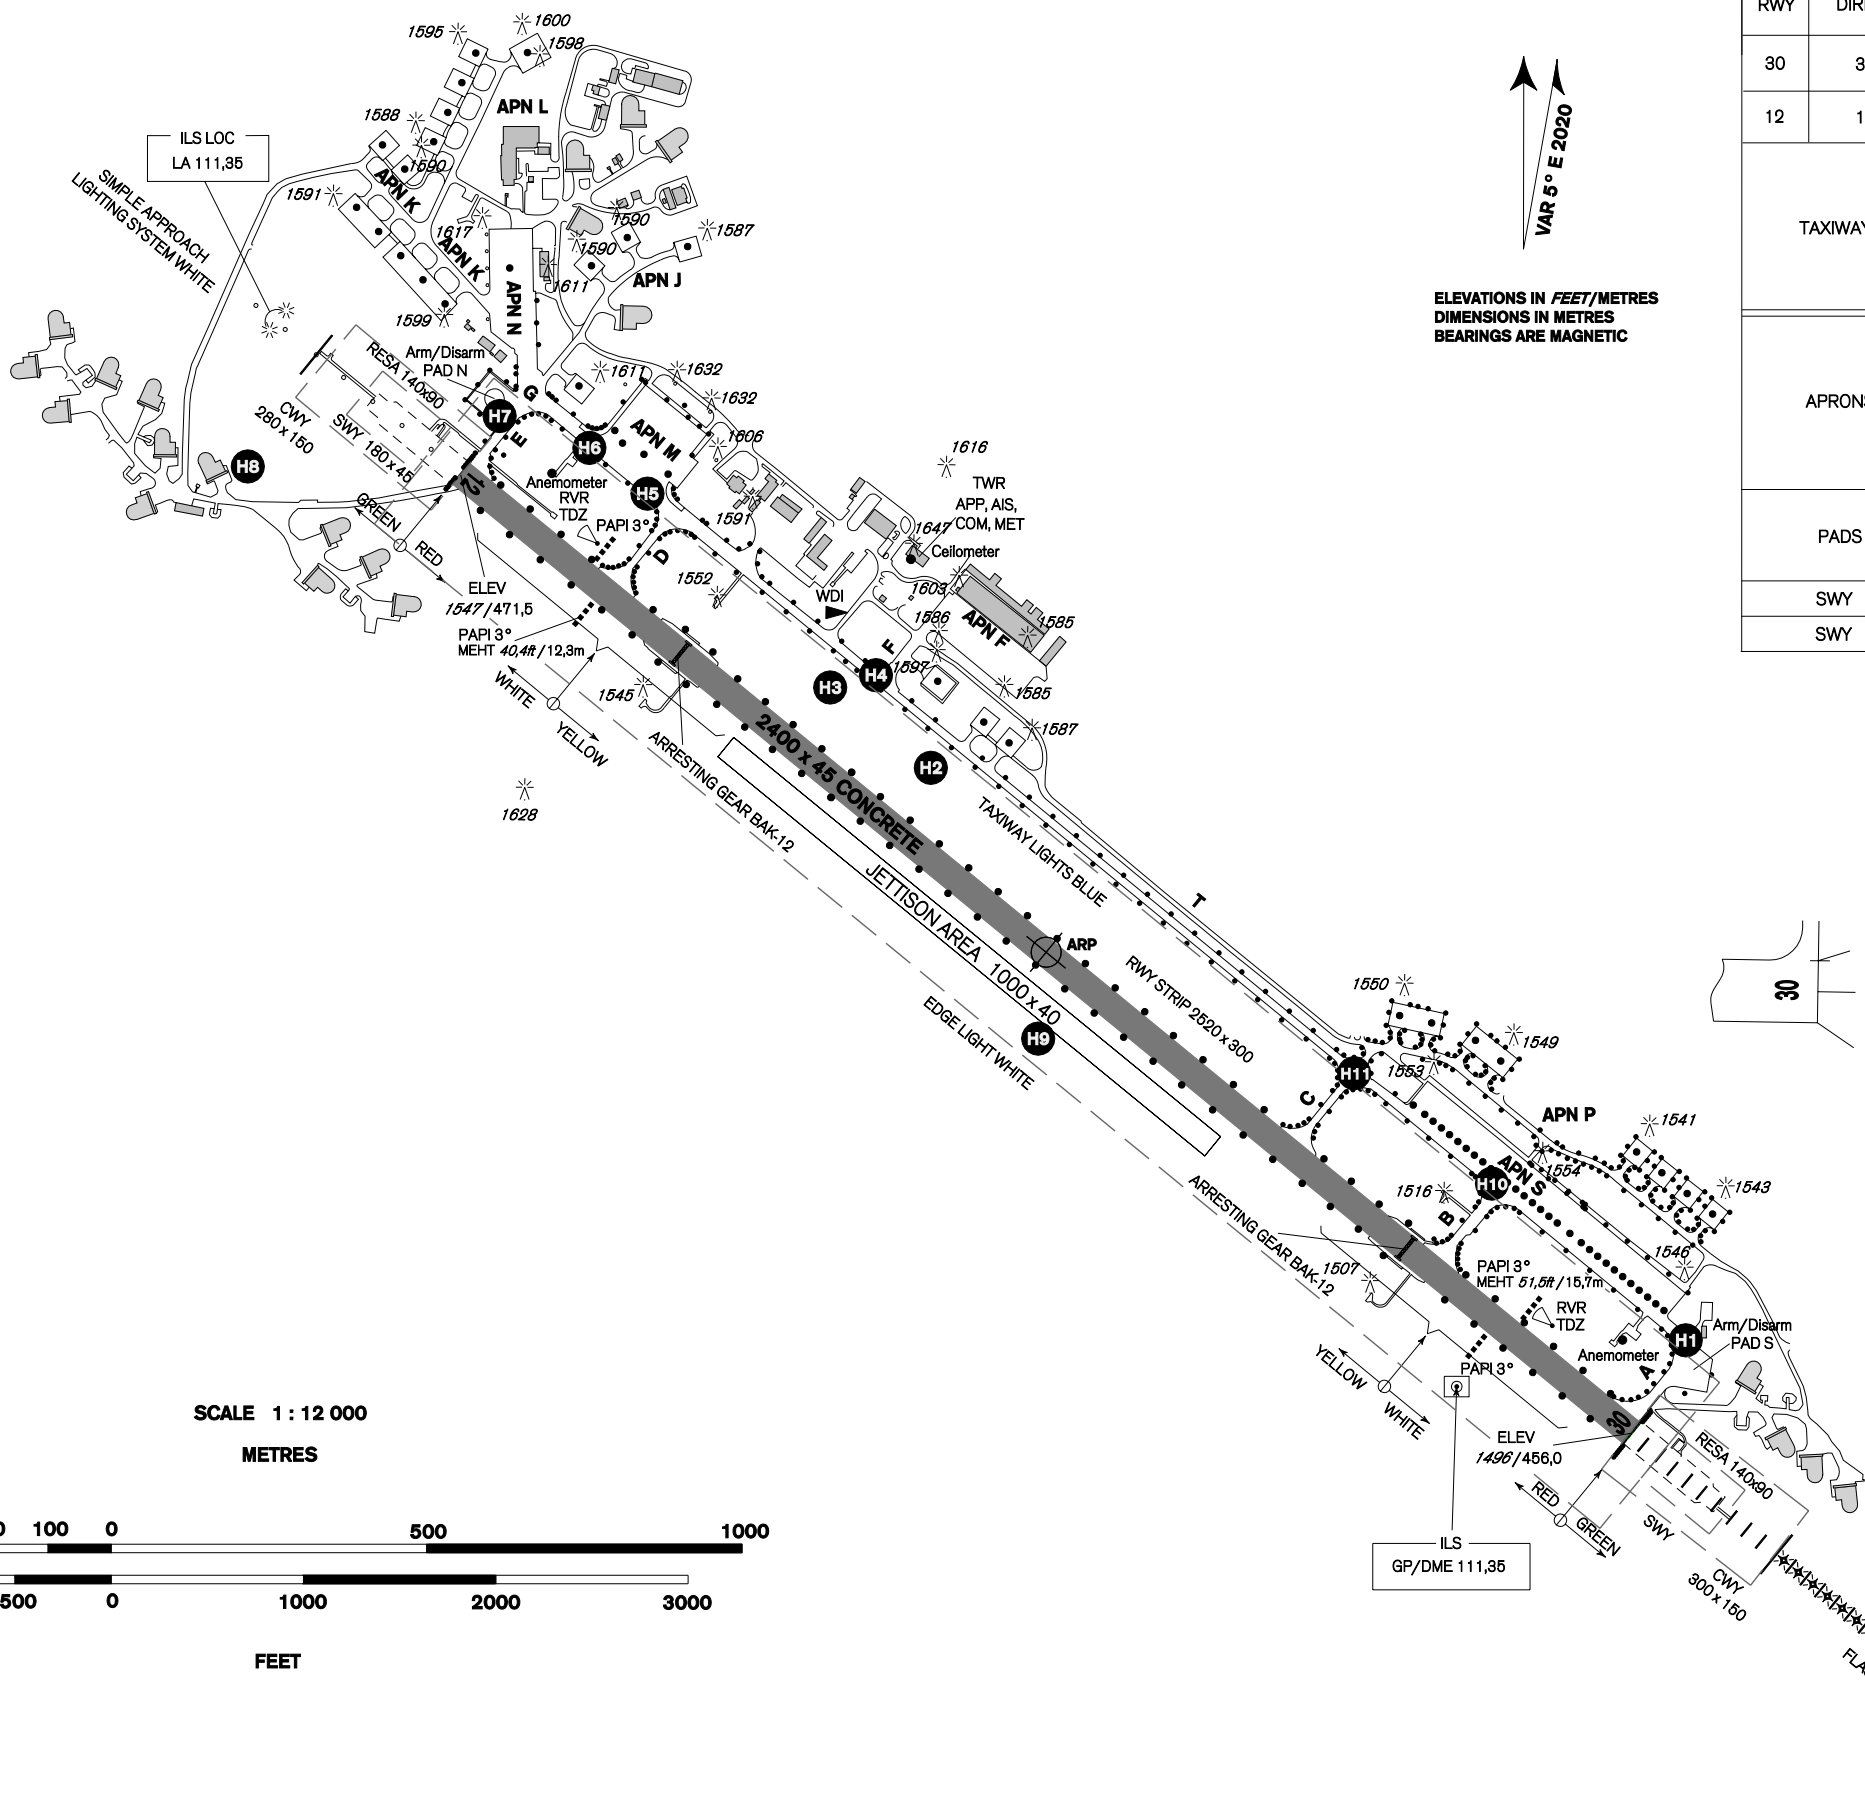 1595
1600
1598
APN L
1588
1590
ILS LOC
LA 111,35
SIMPLE APPROACH
LIGHTING SYSTEM WHITE
1591
APN K
1617
APN K
1590
1590
1587
1611
APN J
APN N
1599
Arm/Disarm
PAD N
RESA 140x90
CWY
280 x 150
SWY 180 x 45
G
H7
E
H6
1611
1632
1632
APN M
1606
H8
12
GREEN
RED
Anemometer
RVR
TDZ
H5
PAPI 3°
D
1591
1552
ELEV
1547 / 471,5
PAPI 3°
MEHT 40,4ft / 12,3m
WHITE
YELLOW
1545
1628
ARRESTING GEAR BAK-12
1616
TWR
APP, AIS,
COM, MET
1647
Ceilometer
1603
1586
WDI
F
APN F
1585
1597
H4
H3
1585
1587
H2
2400 x 45 CONCRETE
TAXIWAY LIGHTS BLUE
T
JETTISON AREA 1000 x 40
ARP
RWY STRIP 2520 x 300
EDGE LIGHT WHITE
H9
VAR 5° E 2020
ELEVATIONS IN FEET/METRES
DIMENSIONS IN METRES
BEARINGS ARE MAGNETIC
RWY
30
3
12
1
APRONS
PADS
SWY
SWY
30
1550
1549
1553
H11
C
APN P
1541
1554
APN S
H10
1543
1516
B
1546
ARRESTING GEAR BAK-12
1507
PAPI 3°
MEHT 51,5ft / 15,7m
RVR
TDZ
H1
Arm/Disarm
PAD S
Anemometer
A
PAPI 3°
YELLOW
WHITE
30
ELEV
1496 / 456,0
RESA 140x90
RED
GREEN
SWY
CWY
300 x 150
ILS
GP/DME 111,35
SCALE 1 : 12 000
METRES
100 0 500 1000
500 0 1000 2000 3000
FEET